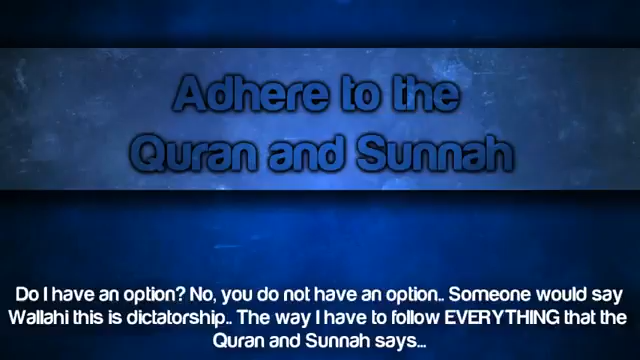 Adhere to the
Quran and Sunnah
Do I have an option? No, you do not have an option.. Someone would say
Wallahi this is dictatorship.. The way I have to follow EVERYTHING that the
Quran and Sunnah says...